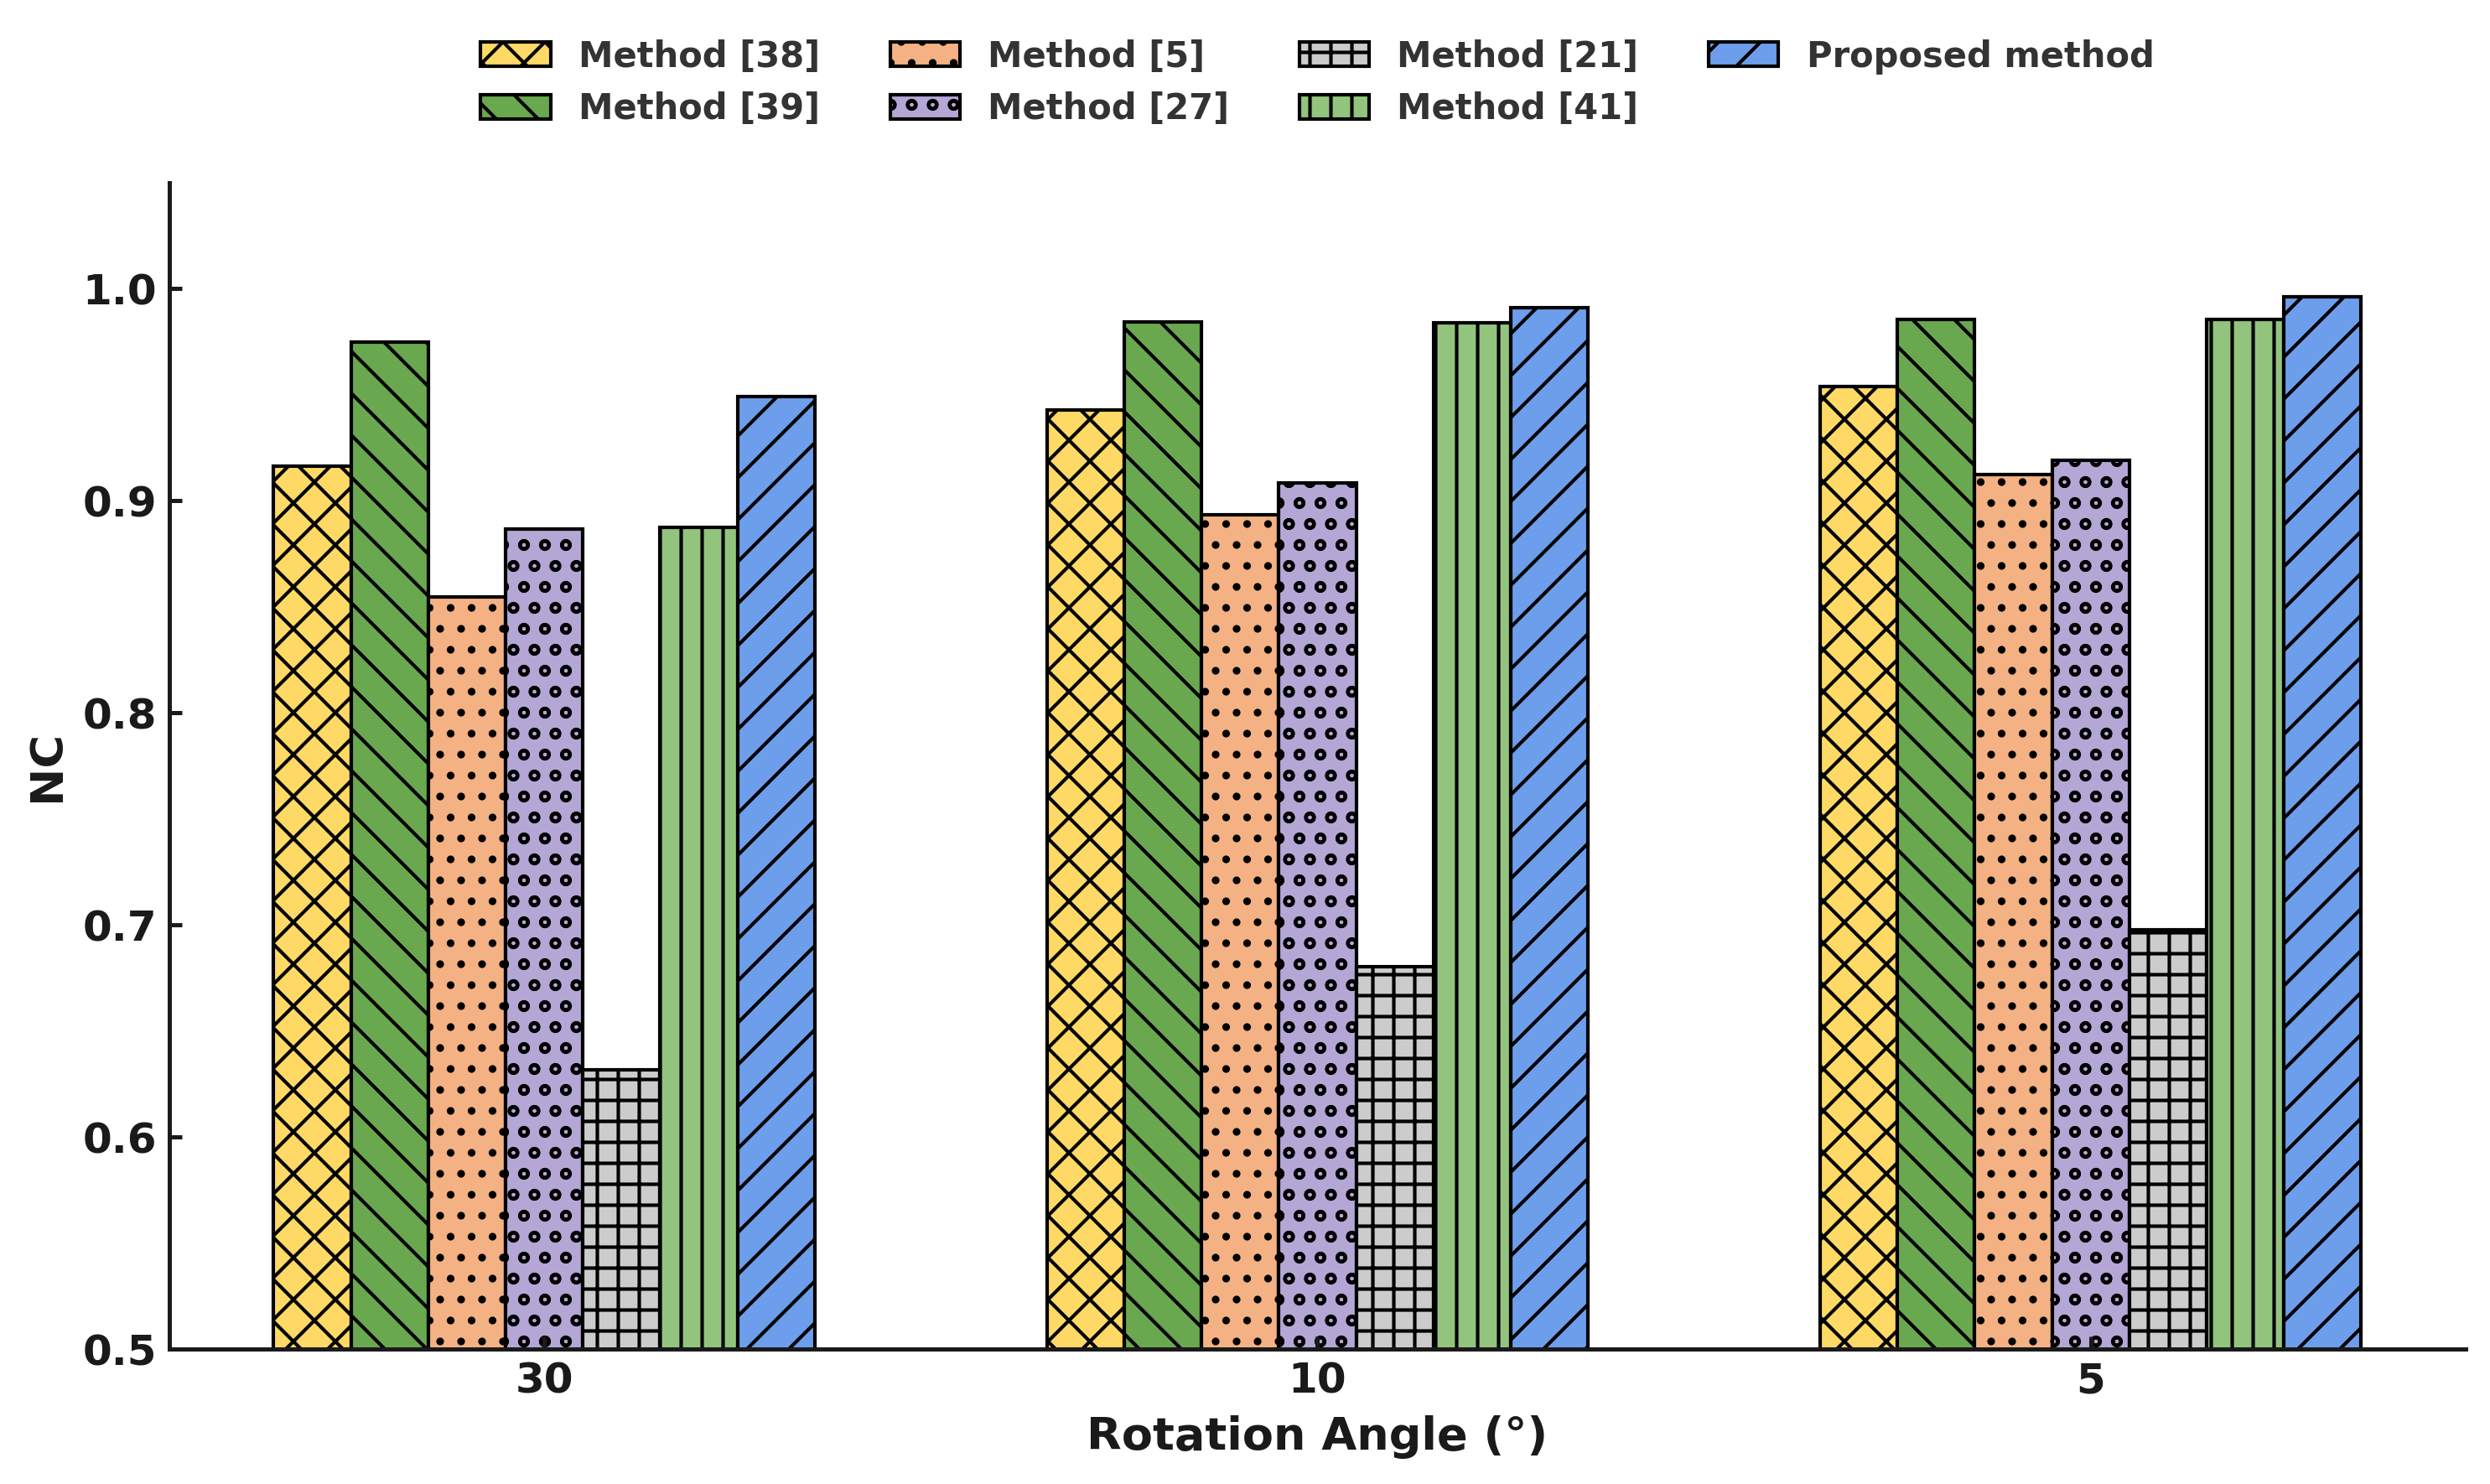 Method [38] Method [5] Method [21] Proposed method
Method [39] Method [27] Method [41]
1.0
0.9
0.8
0.7
0.6
0.5
NC
30 10 5
Rotation Angle (°)